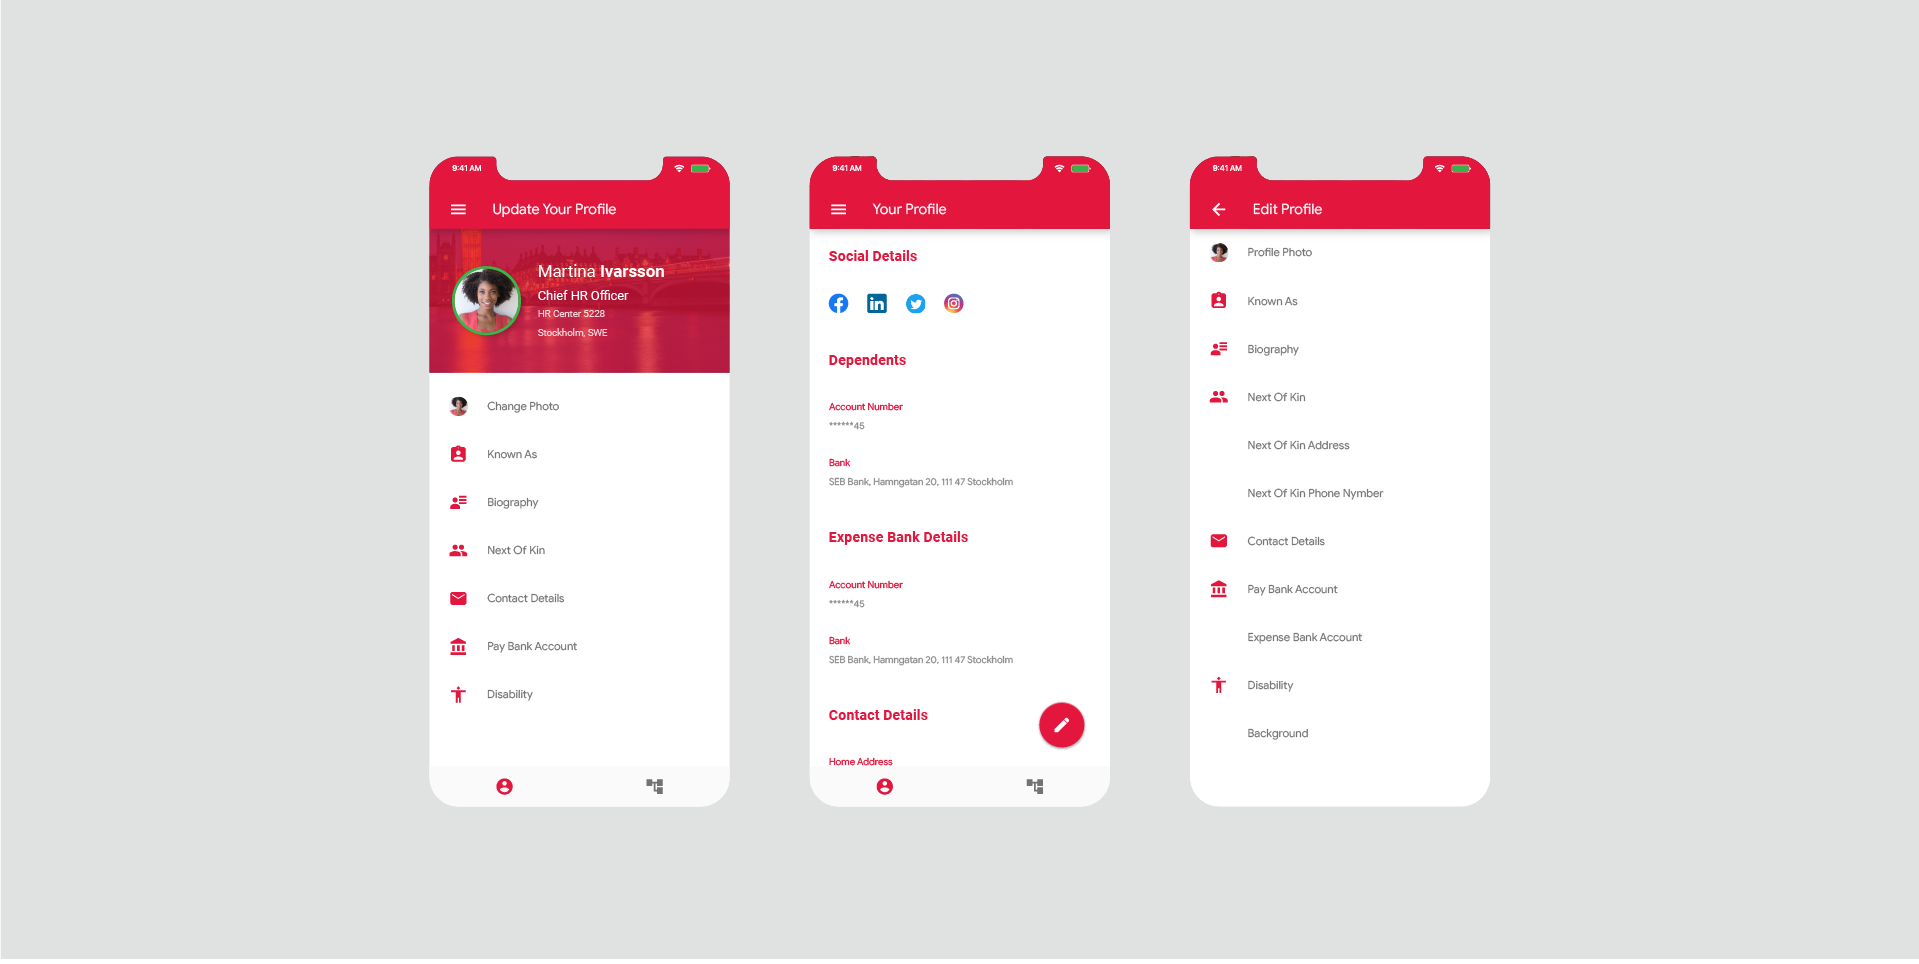 9:41 AM
Update Your Profile
Martina Ivarsson
Chief HR Officer
HR Center 5228
Stockholm, SWE
Change Photo
Known As
Biography
Next Of Kin
Contact Details
Pay Bank Account
Disability
9:41 AM
Your Profile
Social Details
in
Dependents
Account Number
******45
Bank
SEB Bank, Hamngatan 20, 111 47 Stockholm
Expense Bank Details
Account Number
******45
Bank
SEB Bank, Hamngatan 20, 111 47 Stockholm
Contact Details
Home Address
9:41 AM
Edit Profile
Profile Photo
Known As
Biography
Next Of Kin
Next Of Kin Address
Next Of Kin Phone Nymber
Contact Details
Pay Bank Account
Expense Bank Account
Disability
Background